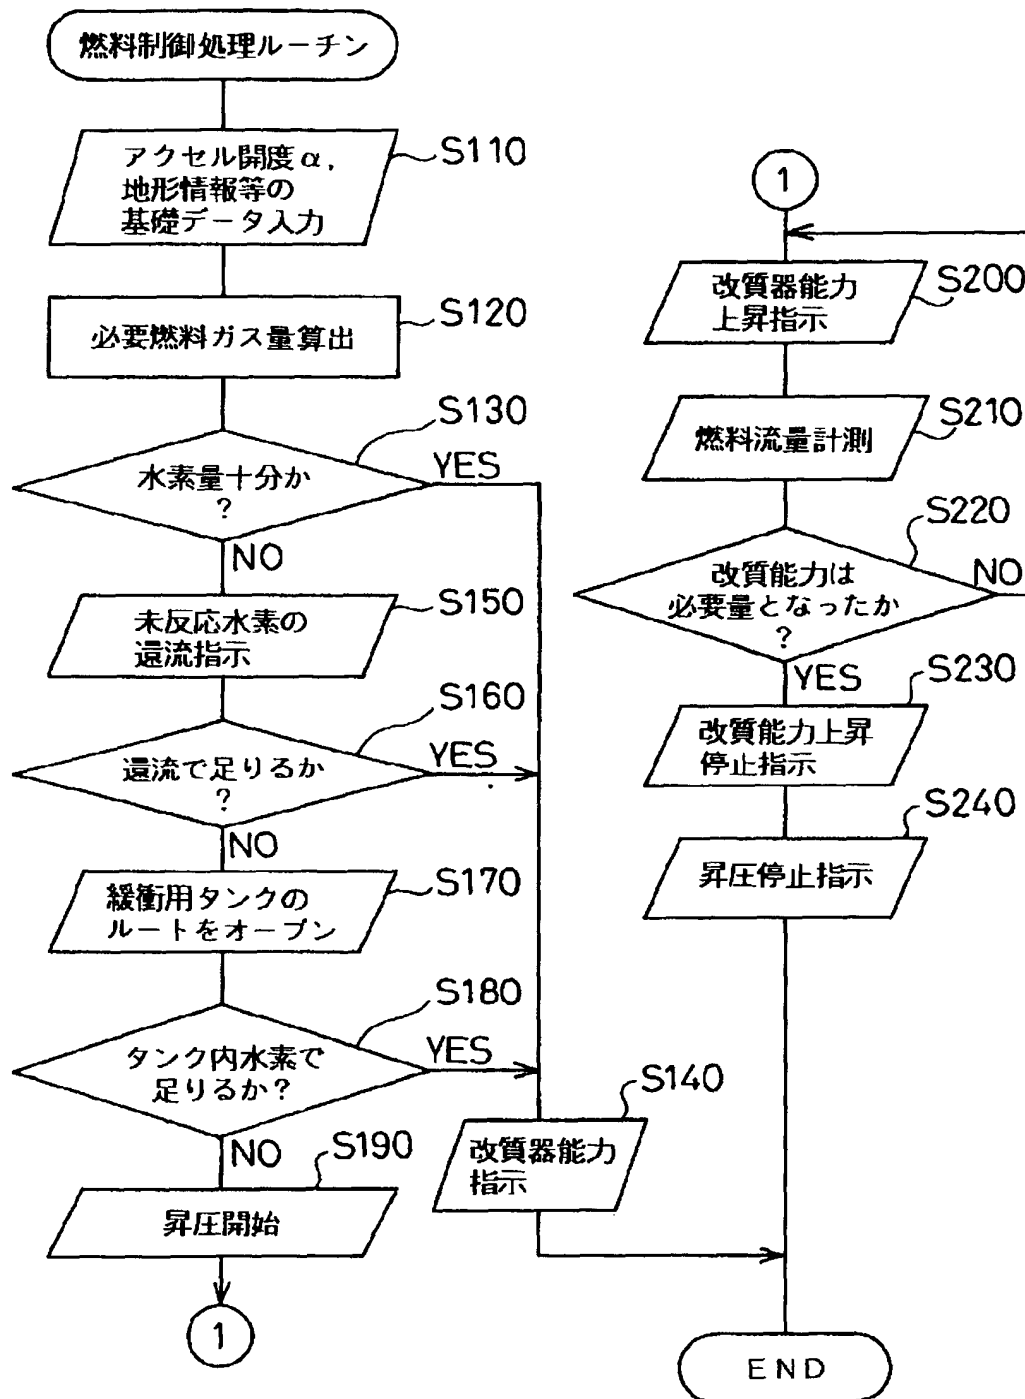 燃料制御処理ルーチン
S110
アクセル開度α,
地形情報等の
基礎データ入力
S120
必要燃料ガス量算出
S130
水素量十分か
?
YES
NO
S150
未反応水素の
還流指示
S160
還流で足りるか
?
YES
NO
S170
緩衝用タンクの
ルートをオープン
S180
タンク内水素で
足りるか?
YES
NO
S190
昇圧開始
1
S140
改質器能力
指示
1
S200
改質器能力
上昇指示
S210
燃料流量計測
S220
改質能力は
必要量となったか
?
NO
YES
S230
改質能力上昇
停止指示
S240
昇圧停止指示
END